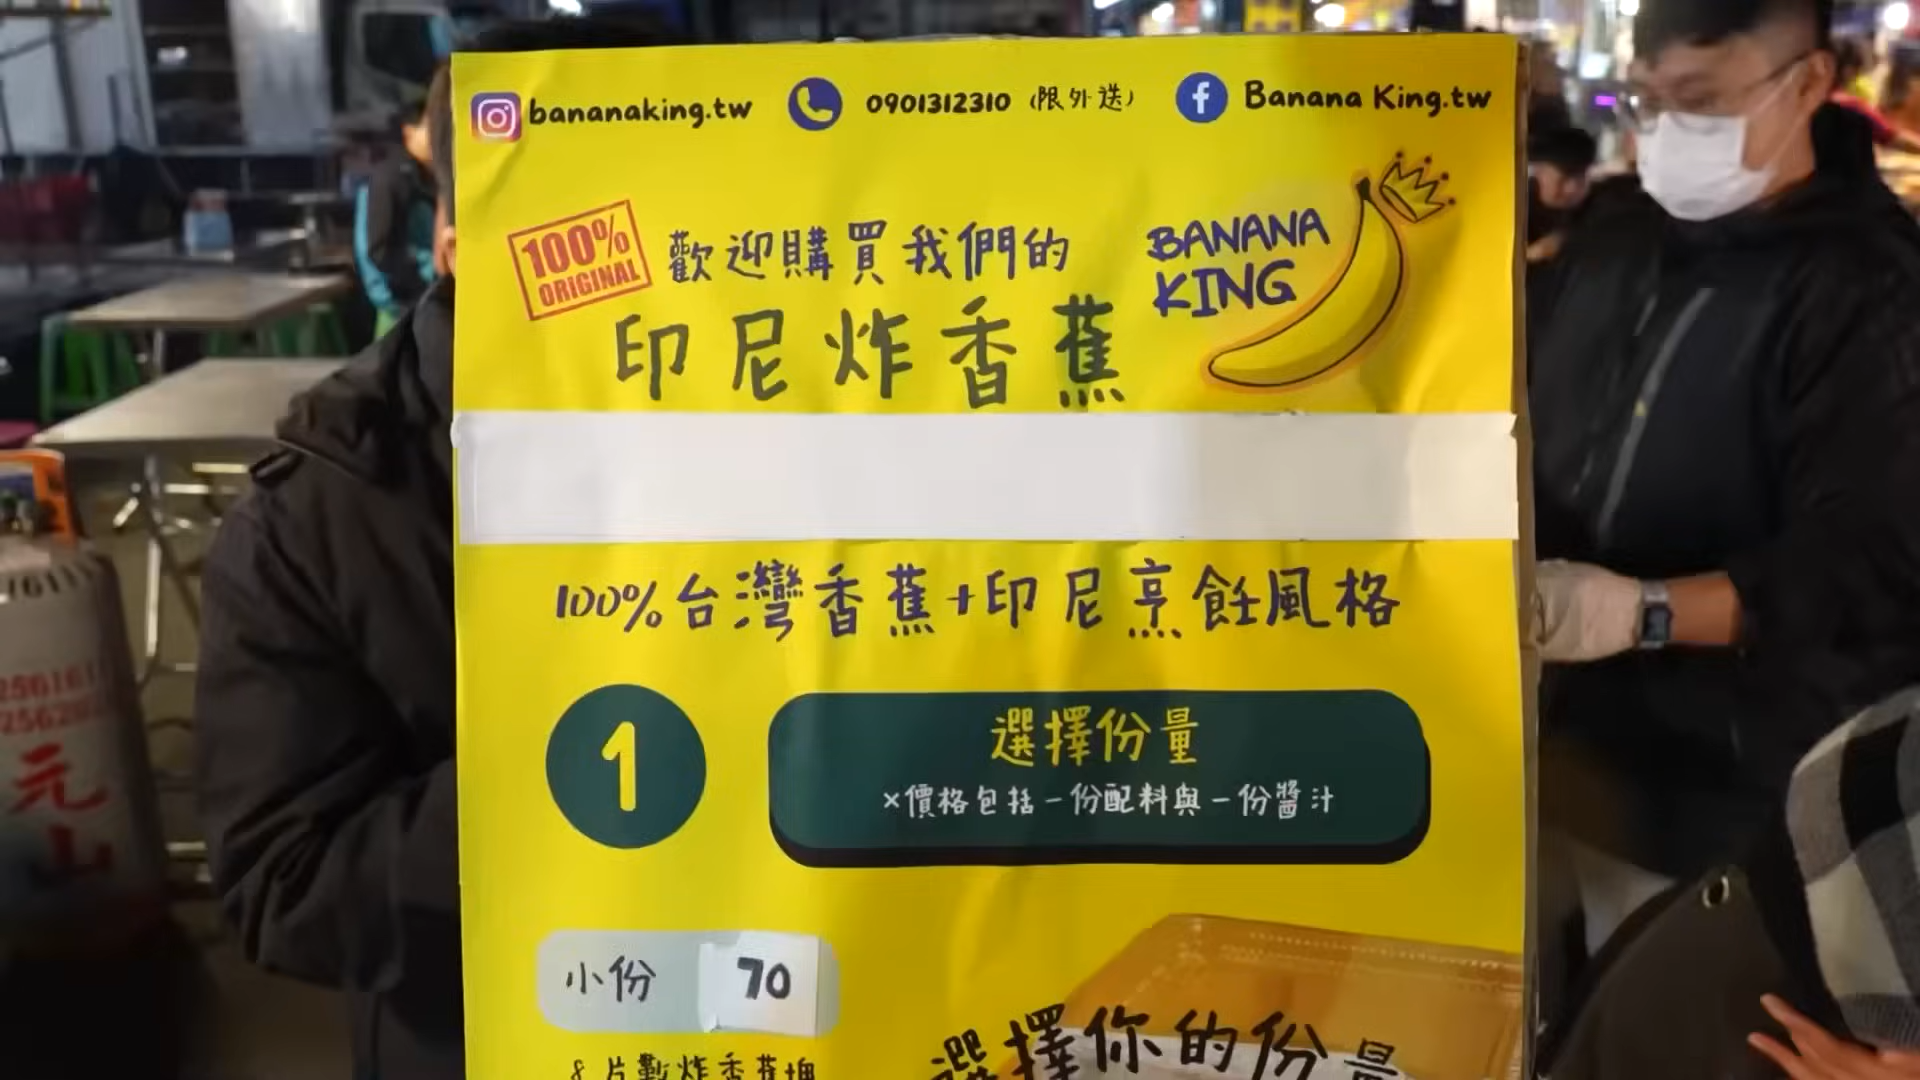 bananaking.tw 0901312310 (限外送) Banana King.tw
100% ORIGINAL
歡迎購買我們的
BANANA KING
印尼炸香蕉
100%台灣香蕉+印尼烹飪風格
1
選擇份量
×價格包括一份配料與一份醬汁
小份 70
選擇你的份量
8片
炸香蕉
256161
元山